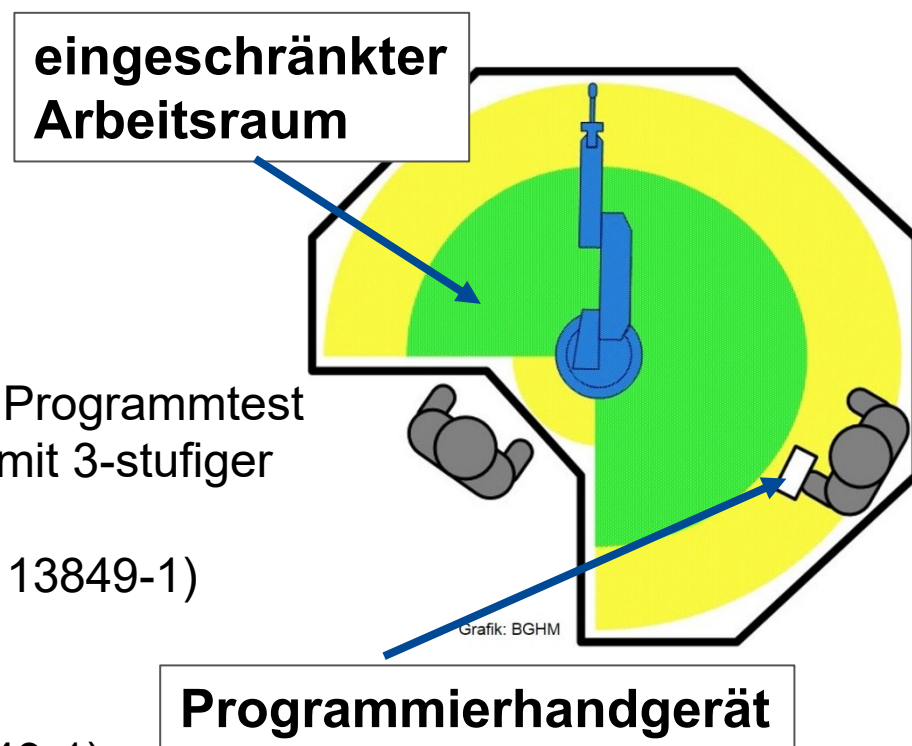 eingeschränkter
Arbeitsraum
Programmtest
mit 3-stufiger
13849-1)
Grafik: BGHM
Programmierhandgerät